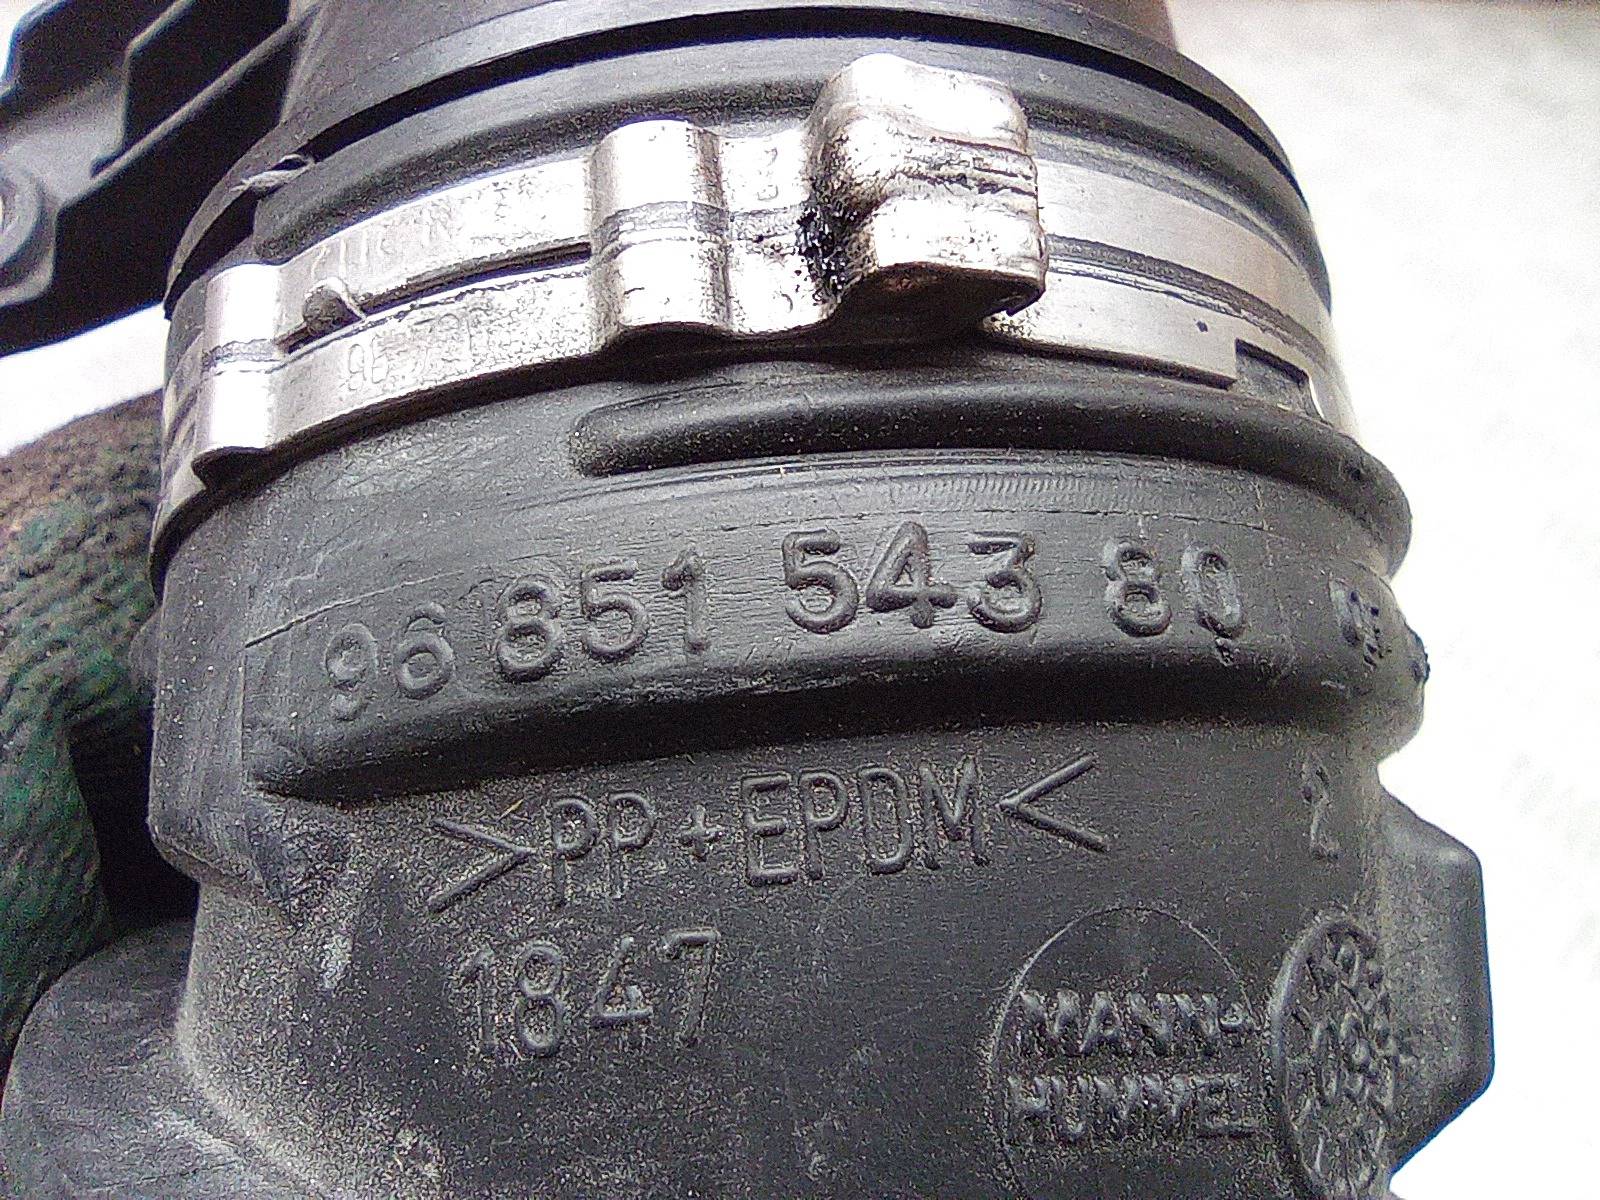 96 851 543 80
>PP+EPDM<
1847
MANN+
HUMMEL